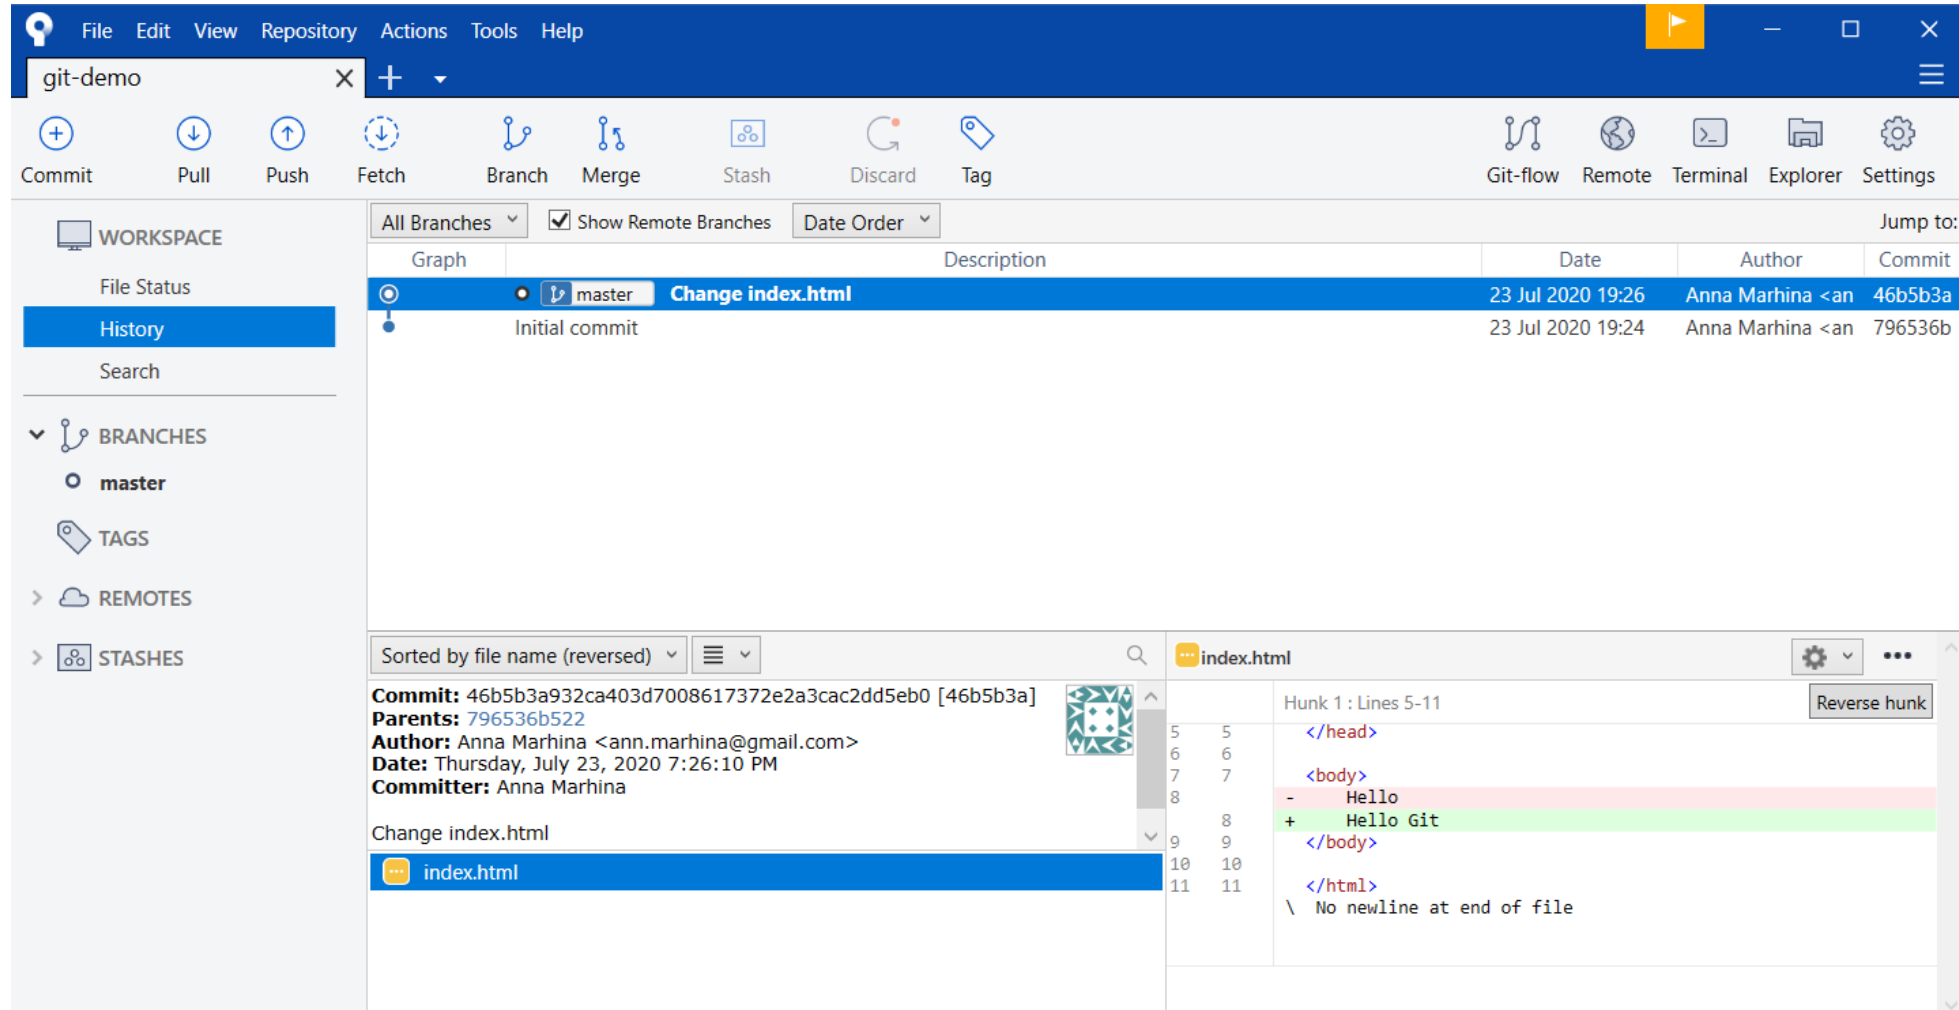 File Edit View Repository Actions Tools Help
git-demo
Commit Pull Push Fetch Branch Merge Stash Discard Tag Git-flow Remote Terminal Explorer Settings
WORKSPACE
File Status
History
Search
BRANCHES
master
TAGS
REMOTES
STASHES
All Branches Show Remote Branches Date Order Jump to:
Graph Description Date Author Commit
master Change index.html 23 Jul 2020 19:26 Anna Marhina <an 46b5b3a
Initial commit 23 Jul 2020 19:24 Anna Marhina <an 796536b
Sorted by file name (reversed)
Commit: 46b5b3a932ca403d7008617372e2a3cac2dd5eb0 [46b5b3a]
Parents: 796536b522
Author: Anna Marhina <ann.marhina@gmail.com>
Date: Thursday, July 23, 2020 7:26:10 PM
Committer: Anna Marhina
Change index.html
index.html
index.html
Hunk 1 : Lines 5-11 Reverse hunk
5 5 </head>
6 6
7 7 <body>
8 - Hello
8 + Hello Git
9 9 </body>
10 10
11 11 </html>
\ No newline at end of file